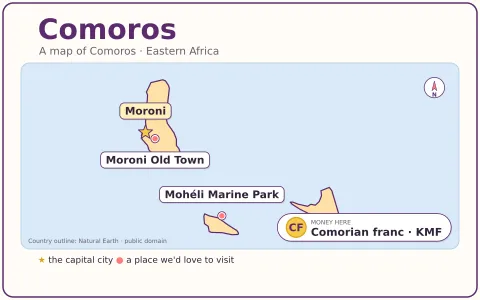 Comoros
A map of Comoros · Eastern Africa
N
Moroni
Moroni Old Town
Mohéli Marine Park
CF
MONEY HERE
Comorian franc · KMF
Country outline: Natural Earth · public domain
★ the capital city ● a place we'd love to visit